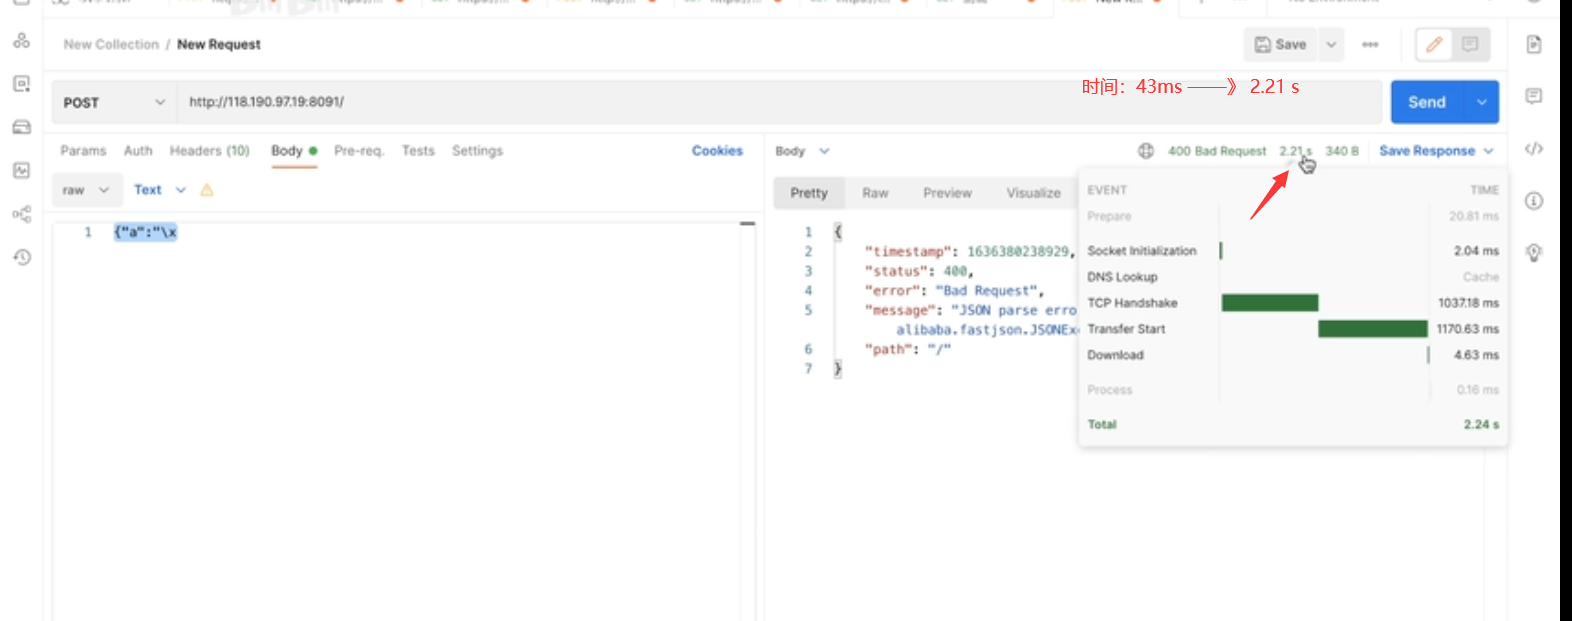 New Collection / New Request
Save
时间：43ms ——》 2.21 s
POST http://118.190.97.19:8091/
Send
Params Auth Headers (10) Body Pre-req. Tests Settings Cookies
Body 400 Bad Request 2.21 s 340 B Save Response
raw Text
Pretty Raw Preview Visualize
EVENT TIME
Prepare 20.81 ms
Socket Initialization 2.04 ms
DNS Lookup Cache
TCP Handshake 1037.18 ms
Transfer Start 1170.63 ms
Download 4.63 ms
Process 0.16 ms
Total 2.24 s
1 {"a":"\x
1 {
2 "timestamp": 1636380238929,
3 "status": 400,
4 "error": "Bad Request",
5 "message": "JSON parse erro
alibaba.fastjson.JSONEx
6 "path": "/"
7 }